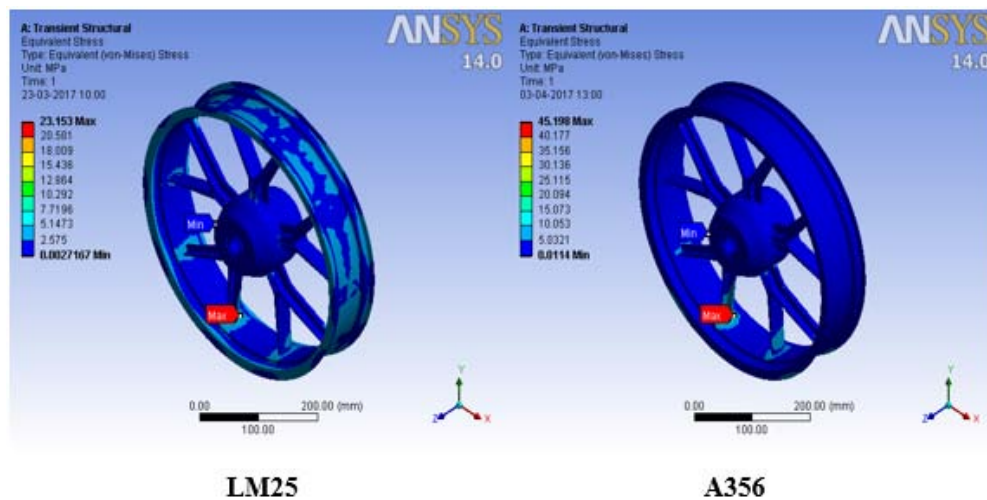 A: Transient Structural
Equivalent Stress
Type: Equivalent (von-Mises) Stress
Unit: MPa
Time: 1
23-03-2017 10:00
ANSYS
14.0
23.153 Max
20.581
18.009
15.436
12.864
10.292
7.7196
5.1473
2.575
0.0027167 Min
Min
Max
0.00
200.00 (mm)
100.00
Y
Z
X
A: Transient Structural
Equivalent Stress
Type: Equivalent (von-Mises) Stress
Unit: MPa
Time: 1
03-04-2017 13:00
ANSYS
14.0
45.198 Max
40.177
35.156
30.136
25.115
20.094
15.073
10.053
5.0321
0.0114 Min
Min
Max
0.00
200.00 (mm)
100.00
Y
Z
X
LM25
A356